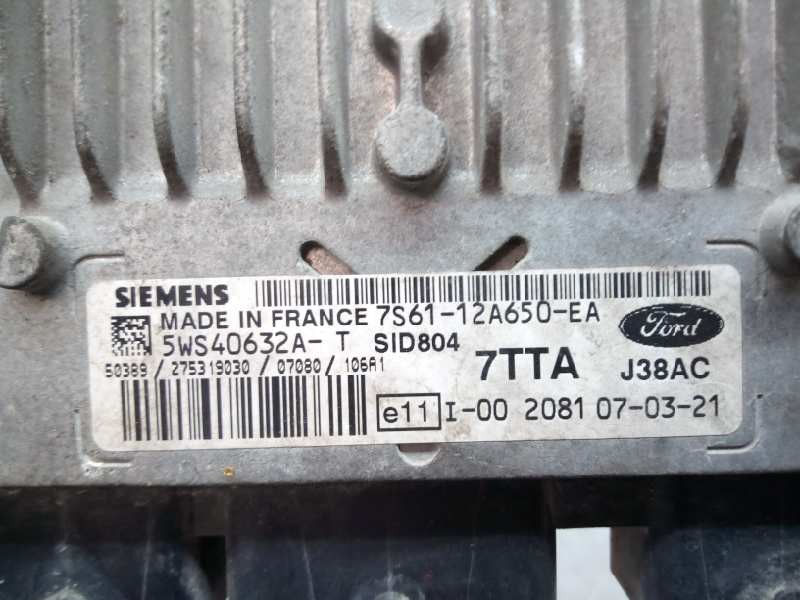 SIEMENS
MADE IN FRANCE 7S61-12A650-EA
5WS40632A-T SID804
Ford
50389 / 275319030 / 07080 / 106A1
7TTA J38AC
e11 I-00 2081 07-03-21